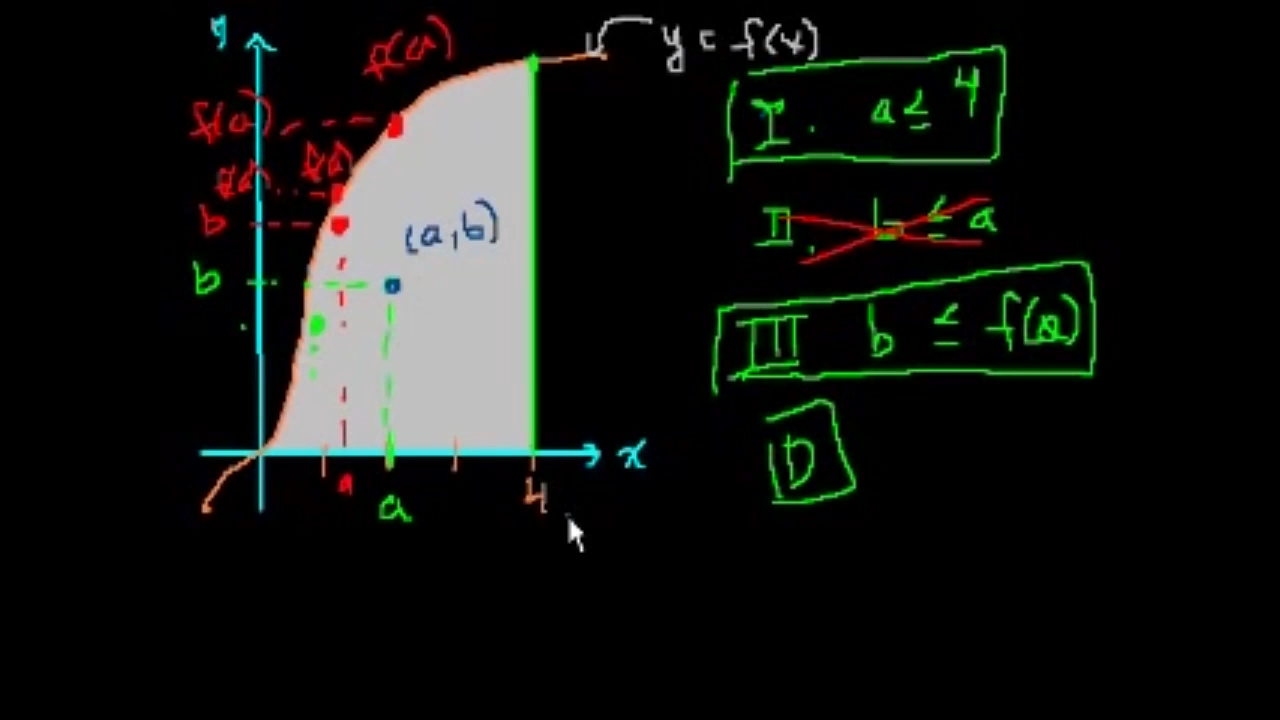 y
f(a)
y = f(x)
f(a)
I. a ≤ 4
f(a)
f(a)
b
(a,b)
II. b ≤ a
b
III b ≤ f(a)
x
D
a
a
4